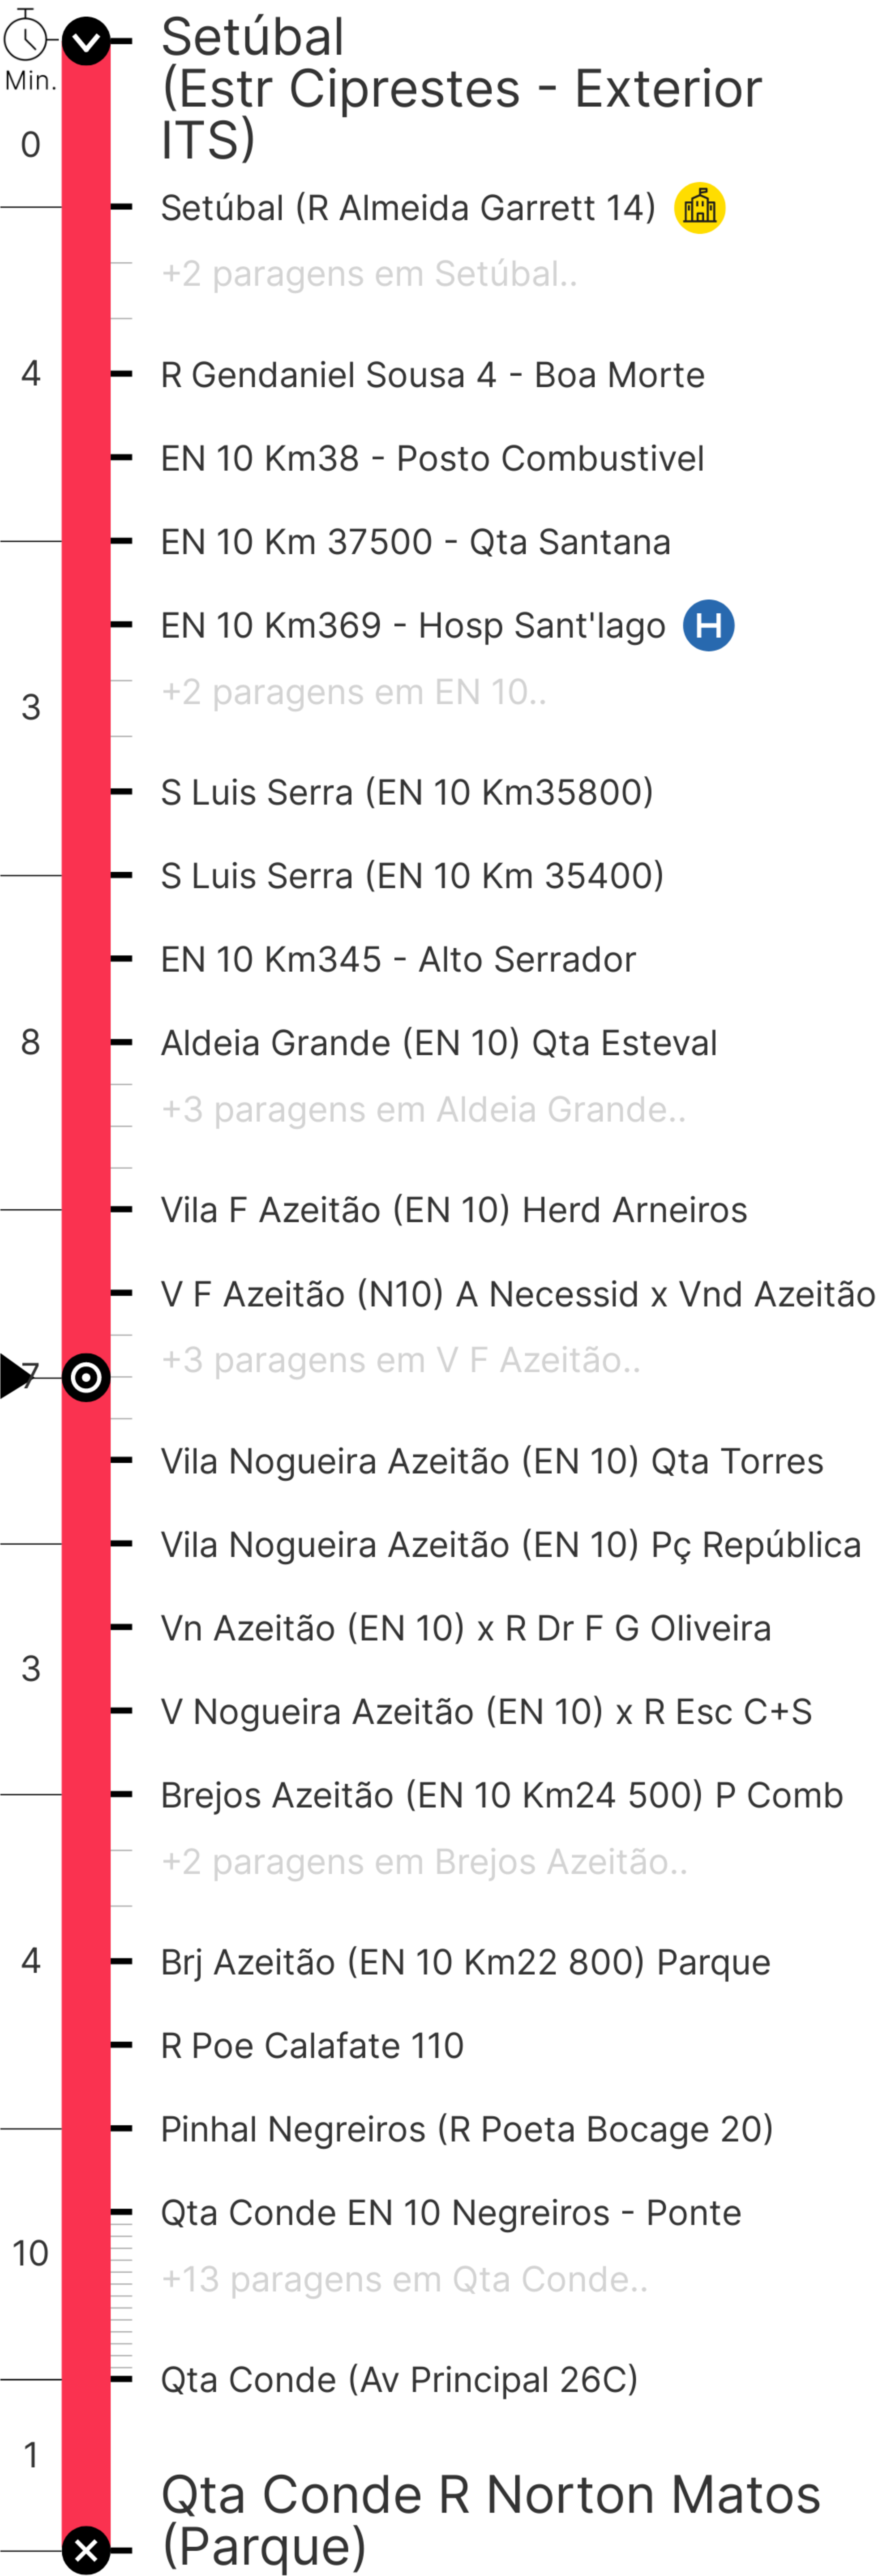 Setúbal
(Estr Ciprestes - Exterior
ITS)
Min.
0
Setúbal (R Almeida Garrett 14)
+2 paragens em Setúbal..
4
R Gendaniel Sousa 4 - Boa Morte
EN 10 Km38 - Posto Combustivel
EN 10 Km 37500 - Qta Santana
EN 10 Km369 - Hosp Sant'Iago H
+2 paragens em EN 10..
3
S Luis Serra (EN 10 Km35800)
S Luis Serra (EN 10 Km 35400)
EN 10 Km345 - Alto Serrador
8
Aldeia Grande (EN 10) Qta Esteval
+3 paragens em Aldeia Grande..
Vila F Azeitão (EN 10) Herd Arneiros
V F Azeitão (N10) A Necessid x Vnd Azeitão
+3 paragens em V F Azeitão..
7
Vila Nogueira Azeitão (EN 10) Qta Torres
Vila Nogueira Azeitão (EN 10) Pç República
Vn Azeitão (EN 10) x R Dr F G Oliveira
3
V Nogueira Azeitão (EN 10) x R Esc C+S
Brejos Azeitão (EN 10 Km24 500) P Comb
+2 paragens em Brejos Azeitão..
4
Brj Azeitão (EN 10 Km22 800) Parque
R Poe Calafate 110
Pinhal Negreiros (R Poeta Bocage 20)
Qta Conde EN 10 Negreiros - Ponte
10
+13 paragens em Qta Conde..
Qta Conde (Av Principal 26C)
1
Qta Conde R Norton Matos
(Parque)